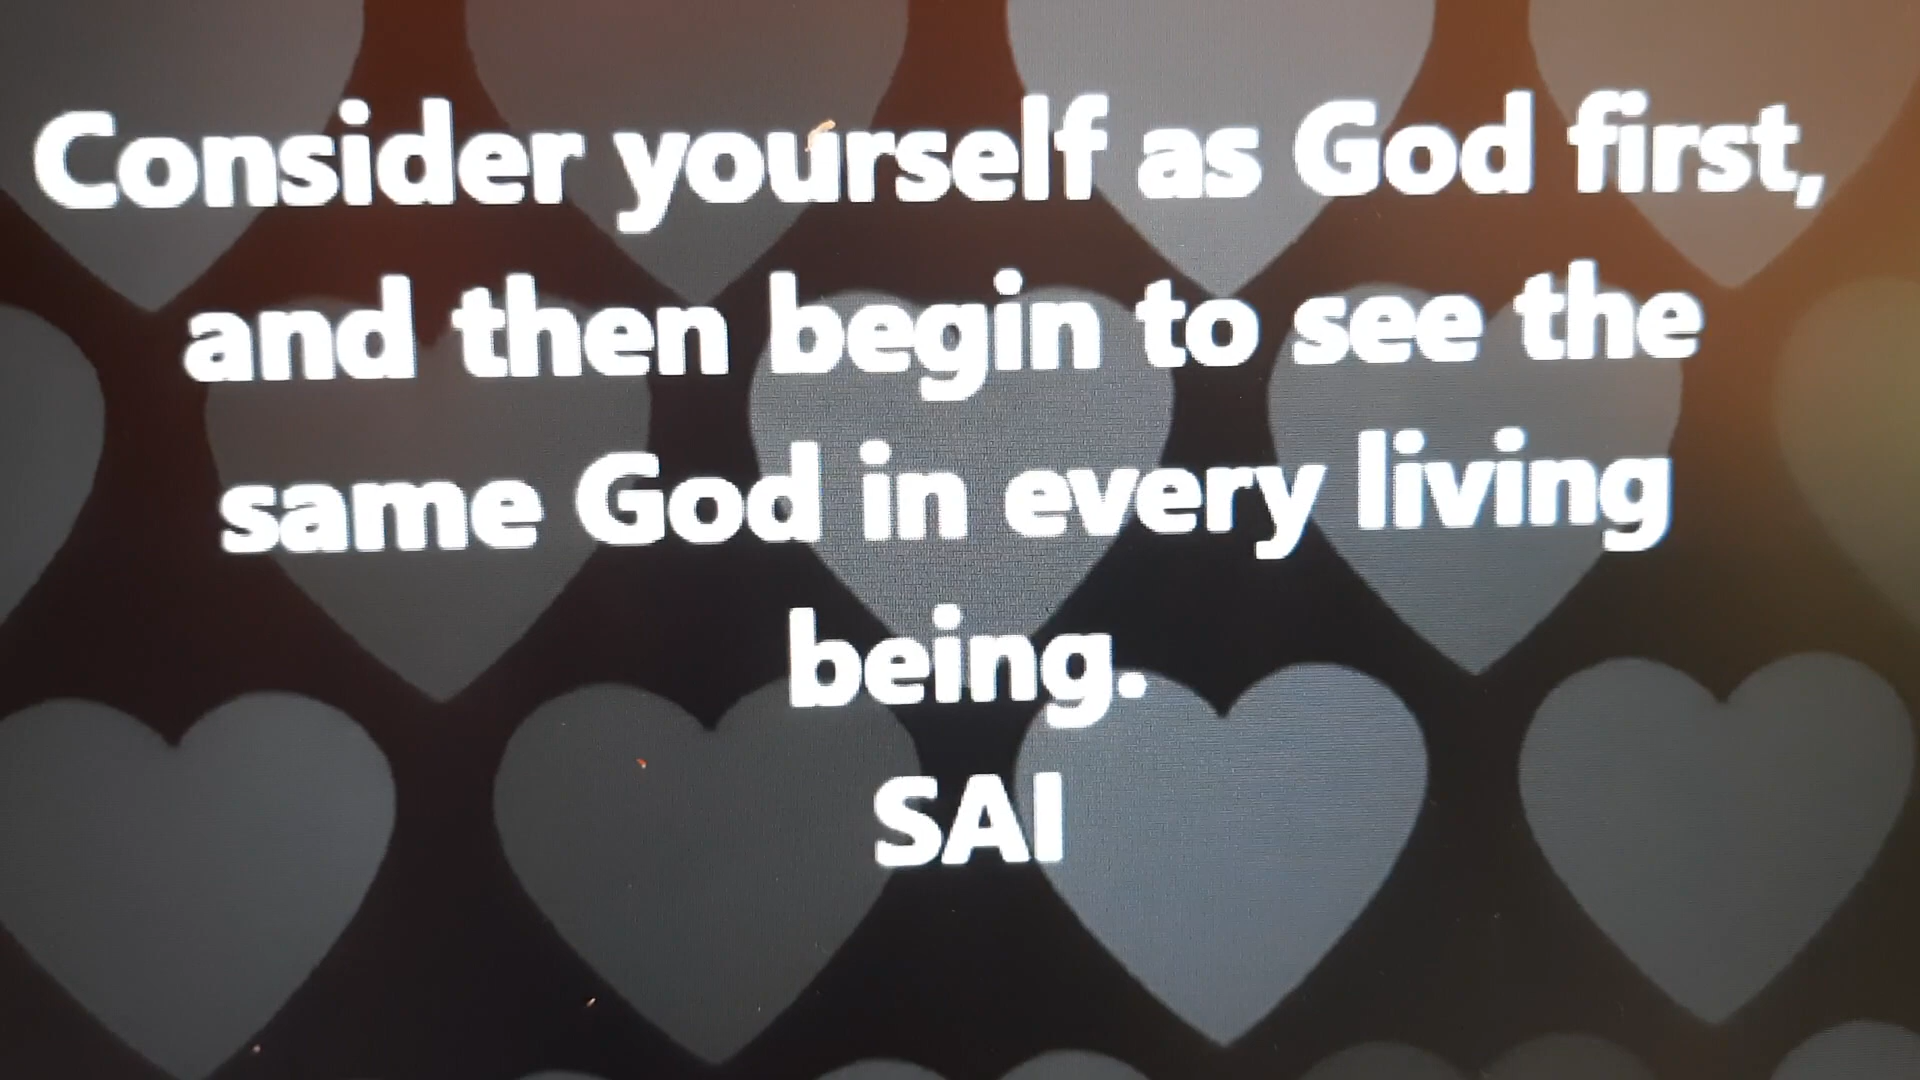 Consider yourself as God first,
and then begin to see the
same God in every living
being.
SAI